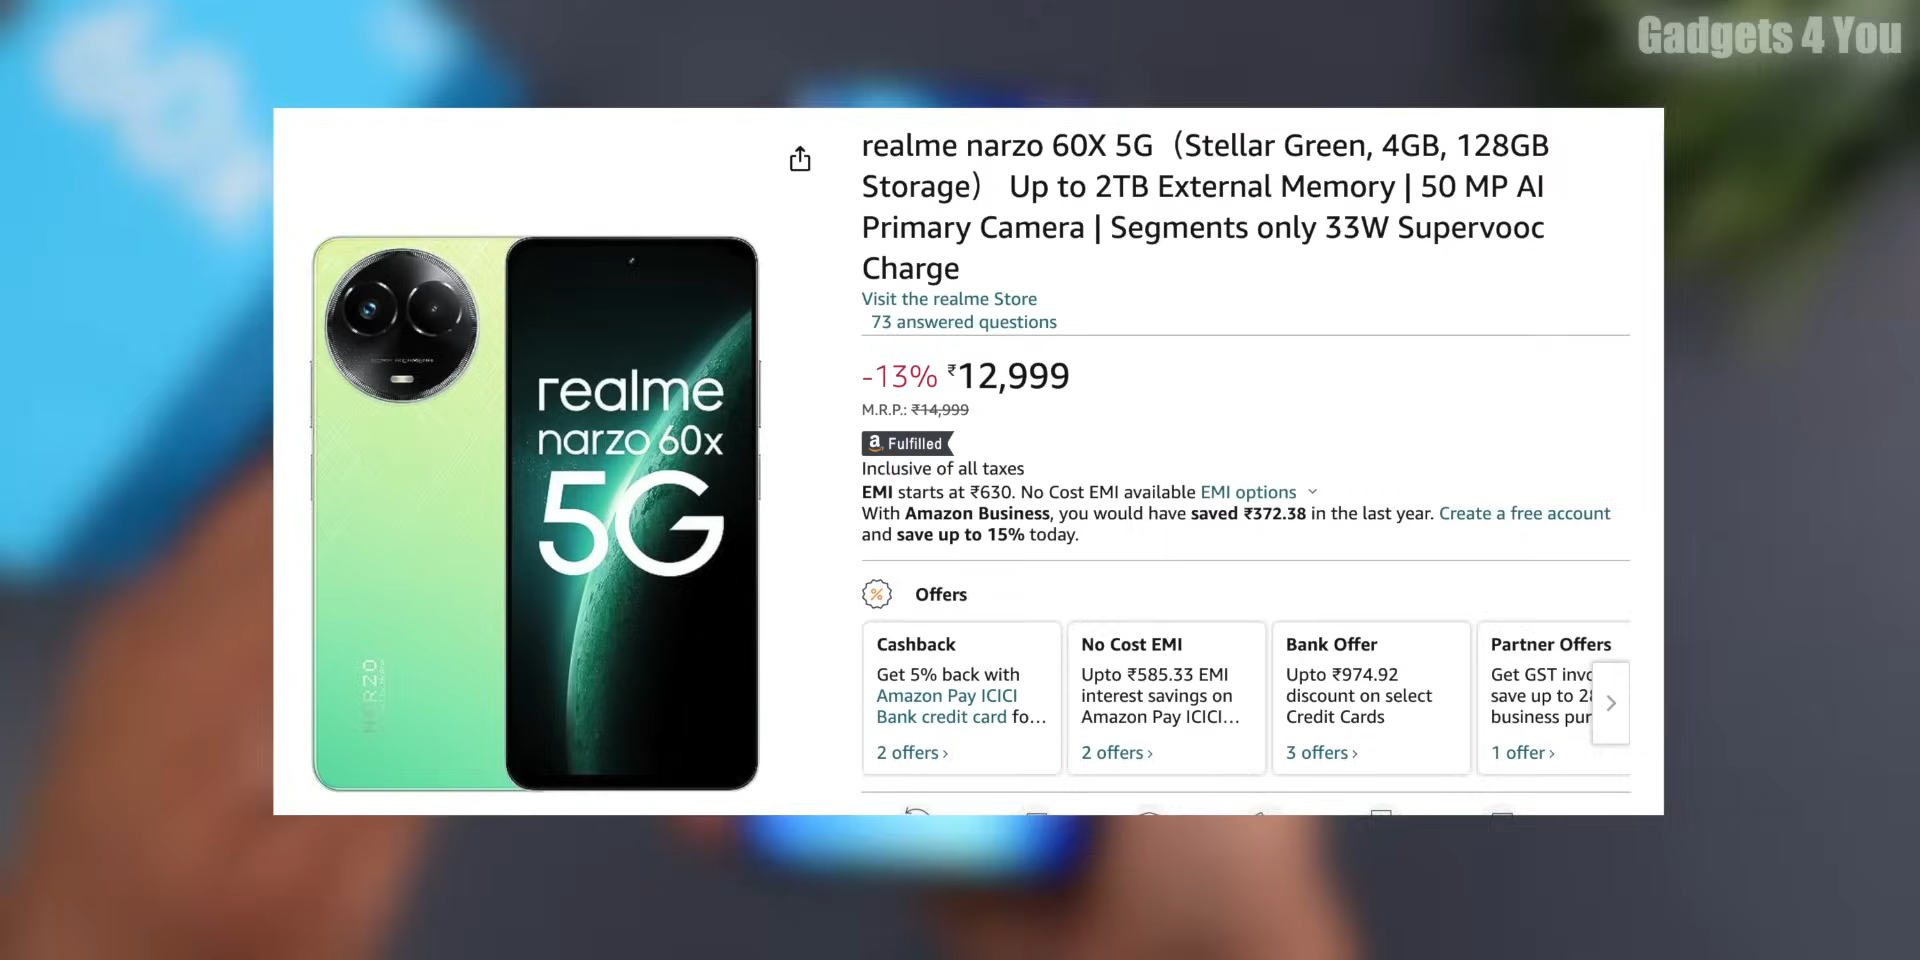 Gadgets 4 You
realme narzo 60X 5G（Stellar Green, 4GB, 128GB
Storage） Up to 2TB External Memory | 50 MP AI
Primary Camera | Segments only 33W Supervooc
Charge
Visit the realme Store
73 answered questions
-13% ₹12,999
M.R.P.: ₹14,999
a Fulfilled
Inclusive of all taxes
EMI starts at ₹630. No Cost EMI available EMI options
With Amazon Business, you would have saved ₹372.38 in the last year. Create a free account
and save up to 15% today.
% Offers
Cashback
Get 5% back with
Amazon Pay ICICI
Bank credit card fo...
2 offers ›
No Cost EMI
Upto ₹585.33 EMI
interest savings on
Amazon Pay ICICI...
2 offers ›
Bank Offer
Upto ₹974.92
discount on select
Credit Cards
3 offers ›
Partner Offers
Get GST invo
save up to 2
business pur
1 offer ›
realme
narzo 60x
5G
NARZO